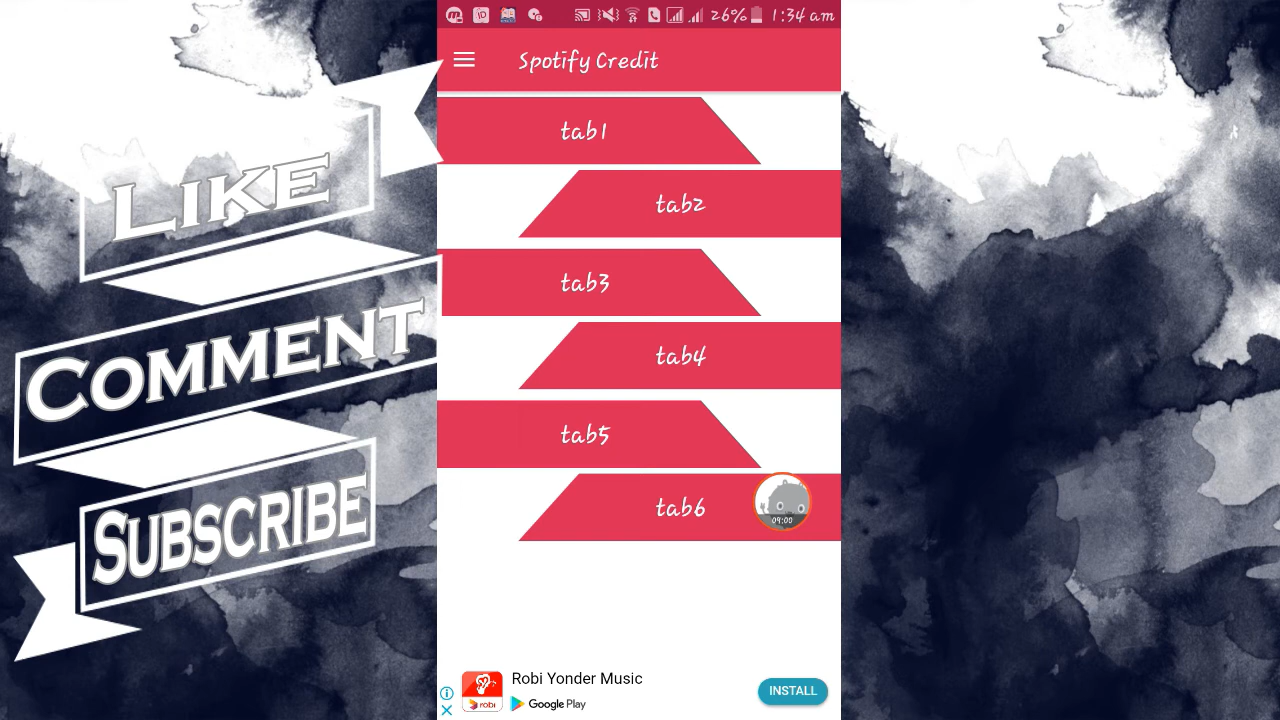 LIKE
COMMENT
SUBSCRIBE
26% 1:34 am
Spotify Credit
tab1
tab2
tab3
tab4
tab5
tab6
09:00
Robi Yonder Music
robi
Google Play
INSTALL